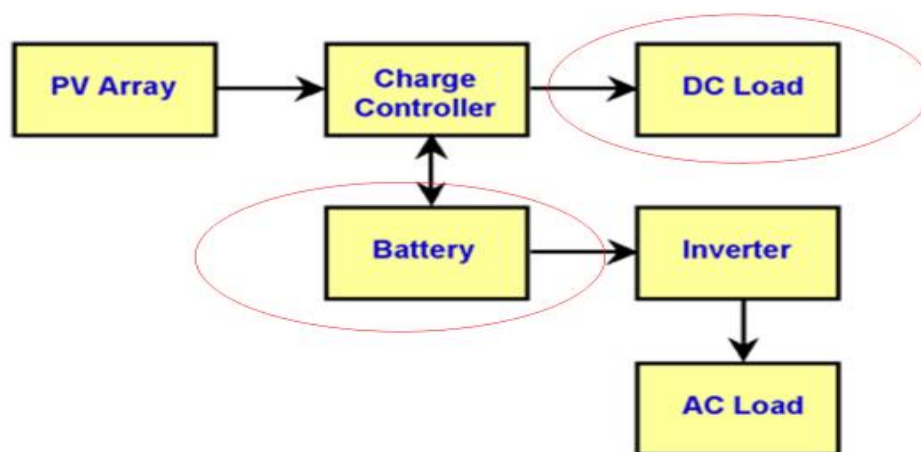 PV Array
Charge
Controller
DC Load
Battery
Inverter
AC Load